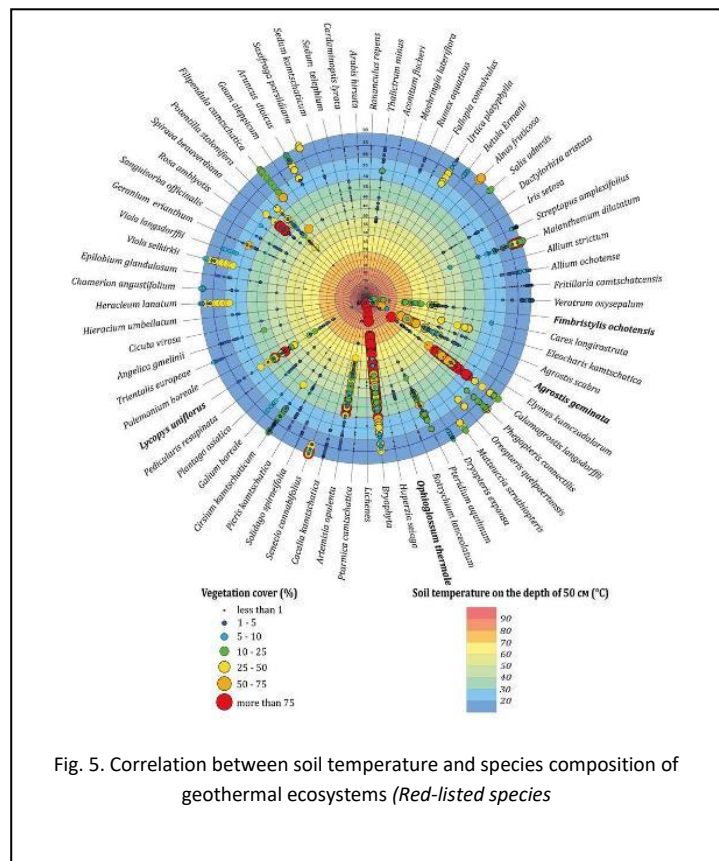 Ranunculus repens
Thalictrum minus
Aconitum fischeri
Moehringia lateriflora
Rumex aquaticus
Fallopia convolvulus
Urtica platyphylla
Betula Ermanii
Alnus fruticosa
Salix udensis
Dactylorhiza aristata
Iris setosa
Streptopus amplexifolius
Maianthemum dilatatum
Allium strictum
Allium ochotense
Fritillaria camtschatcensis
Veratrum oxysepalum
Fimbristylis ochotensis
Carex longirostrata
Eleocharis kamtschatica
Agrostis scabra
Agrostis geminata
Elymus kamczadalorum
Calamagrostis langsdorffii
Phegopteris connectilis
Oreopteris quelpaertensis
Matteuccia struthiopteris
Dryopteris expansa
Pteridium aquilinum
Botrychium lanceolatum
Ophioglossum thermale
Huperzia selago
Bryophyta
Lichenes
Ptarmica camtschatica
Artemisia opulenta
Cacalia kamtschatica
Senecio cannabifolius
Solidago spiraeifolia
Picris kamtschatica
Cirsium kamtschaticum
Galium boreale
Plantago asiatica
Pedicularis resupinata
Lycopus uniflorus
Polemonium boreale
Trientalis europaea
Angelica gmelinii
Cicuta virosa
Hieracium umbellatum
Heracleum lanatum
Chamerion angustifolium
Epilobium glandulosum
Viola selkirkii
Viola langsdorffii
Geranium erianthum
Sanguisorba officinalis
Rosa amblyotis
Spiraea beauverdiana
Potentilla stolonifera
Filipendula camtschatica
Geum aleppicum
Aruncus dioicus
Saxifraga porsildiana
Sedum kamtschaticum
Sedum telephium
Cardaminopsis lyrata
Arabis hirsuta
Vegetation cover (%)
less than 1
1 - 5
5 - 10
10 - 25
25 - 50
50 - 75
more than 75
Soil temperature on the depth of 50 см (°C)
90
80
70
60
50
40
30
20
Fig. 5. Correlation between soil temperature and species composition of
geothermal ecosystems (Red-listed species